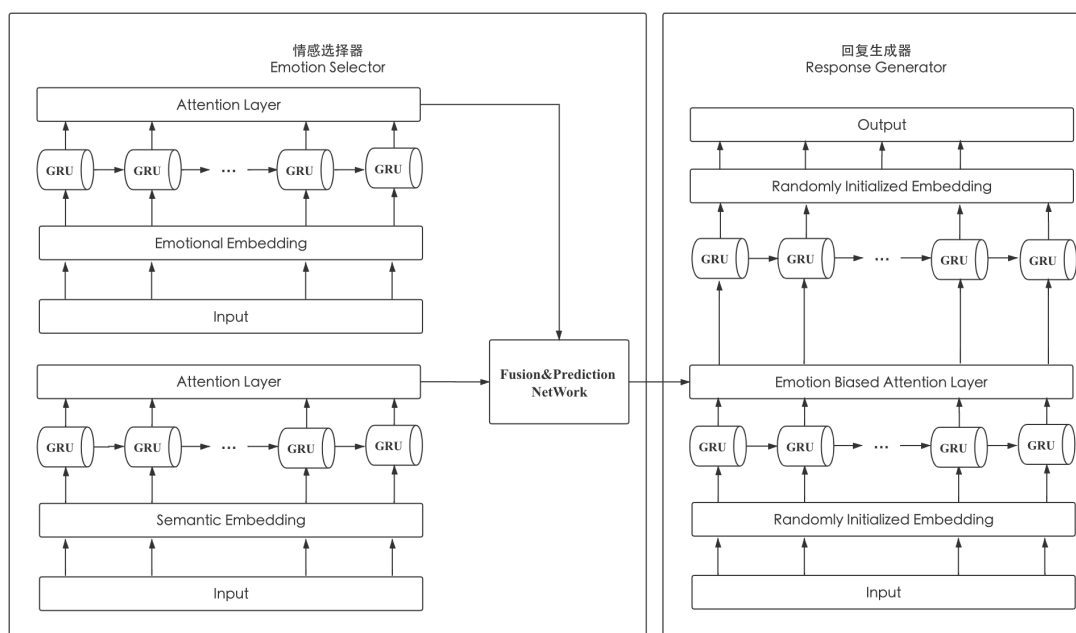 情感选择器
Emotion Selector
Attention Layer
GRU GRU ... GRU GRU
Emotional Embedding
Input
Attention Layer
GRU GRU ... GRU GRU
Semantic Embedding
Input
Fusion&Prediction
NetWork
回复生成器
Response Generator
Output
Randomly Initialized Embedding
GRU GRU ... GRU GRU
Emotion Biased Attention Layer
GRU GRU ... GRU GRU
Randomly Initialized Embedding
Input